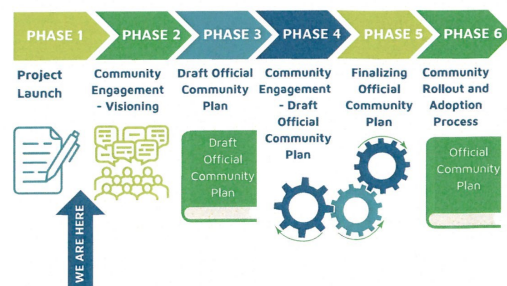 PHASE 1
PHASE 2
PHASE 3
PHASE 4
PHASE 5
PHASE 6
Project
Launch
Community
Engagement
- Visioning
Draft Official
Community
Plan
Community
Engagement
- Draft
Official
Community
Plan
Finalizing
Official
Community
Plan
Community
Rollout and
Adoption
Process
Draft
Official
Community
Plan
Official
Community
Plan
WE ARE HERE